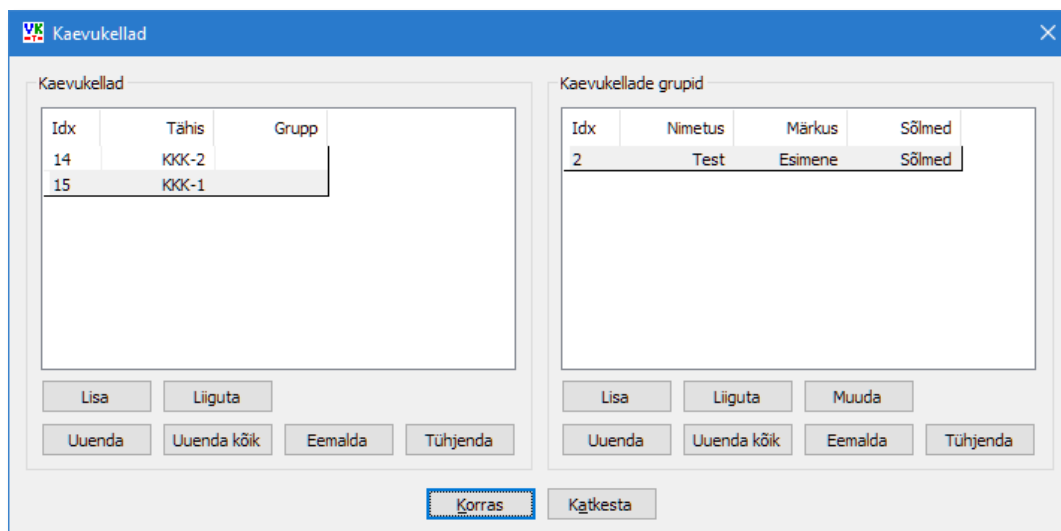 VK
-T-
Kaevukellad
Kaevukellad
Idx Tähis Grupp
14 KKK-2
15 KKK-1
Lisa Liiguta
Uuenda Uuenda kõik Eemalda Tühjenda
Kaevukellade grupid
Idx Nimetus Märkus Sõlmed
2 Test Esimene Sõlmed
Lisa Liiguta Muuda
Uuenda Uuenda kõik Eemalda Tühjenda
Korras Katkesta